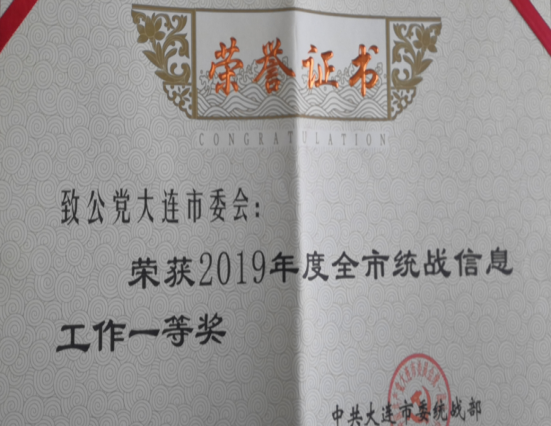 荣誉证书
CONGRATULATION
致公党大连市委会：
荣获2019年度全市统战信息
工作一等奖
中共大连市委统战部